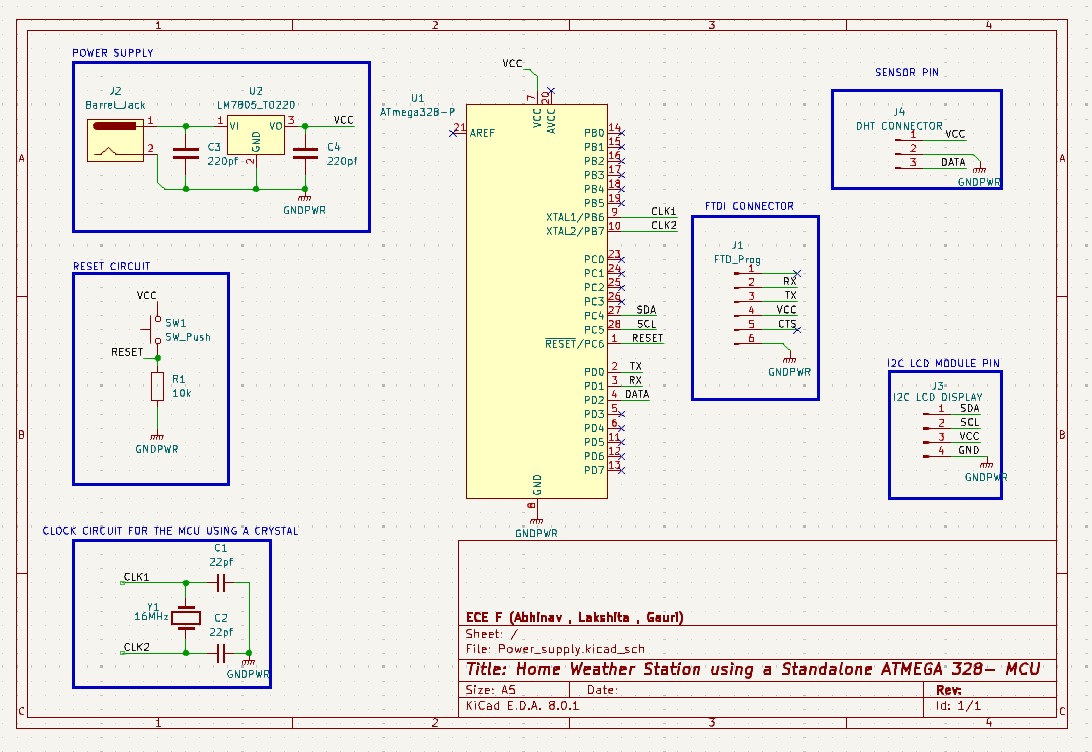 1 2 3 4
A
B
C
POWER SUPPLY
J2
Barrel_Jack
1
2
U2
LM7805_TO220
1 VI VO 3
GND
2
VCC
C3
220pf
C4
220pf
GNDPWR
RESET CIRCUIT
VCC
SW1
SW_Push
RESET
R1
10k
GNDPWR
CLOCK CIRCUIT FOR THE MCU USING A CRYSTAL
C1
22pf
CLK1
Y1
16MHz
C2
22pf
CLK2
GNDPWR
U1
ATmega328-P
VCC
7
20
VCC
AVCC
21 AREF
PB0 14
PB1 15
PB2 16
PB3 17
PB4 18
PB5 19
XTAL1/PB6 9 CLK1
XTAL2/PB7 10 CLK2
PC0 23
PC1 24
PC2 25
PC3 26
PC4 27 SDA
PC5 28 SCL
RESET/PC6 1 RESET
PD0 2 TX
PD1 3 RX
PD2 4 DATA
PD3 5
PD4 6
PD5 11
PD6 12
PD7 13
GND
8
GNDPWR
SENSOR PIN
J4
DHT CONNECTOR
1 VCC
2
3 DATA
GNDPWR
FTDI CONNECTOR
J1
FTD_Prog
1
2 RX
3 TX
4 VCC
5 CTS
6
GNDPWR
I2C LCD MODULE PIN
J3
I2C LCD DISPLAY
1 SDA
2 SCL
3 VCC
4 GND
GNDPWR
ECE F (Abhinav , Lakshita , Gauri)
Sheet: /
File: Power_supply.kicad_sch
Title: Home Weather Station using a Standalone ATMEGA 328- MCU
Size: A5 Date: Rev:
KiCad E.D.A. 8.0.1 Id: 1/1
A
B
C
1 2 3 4